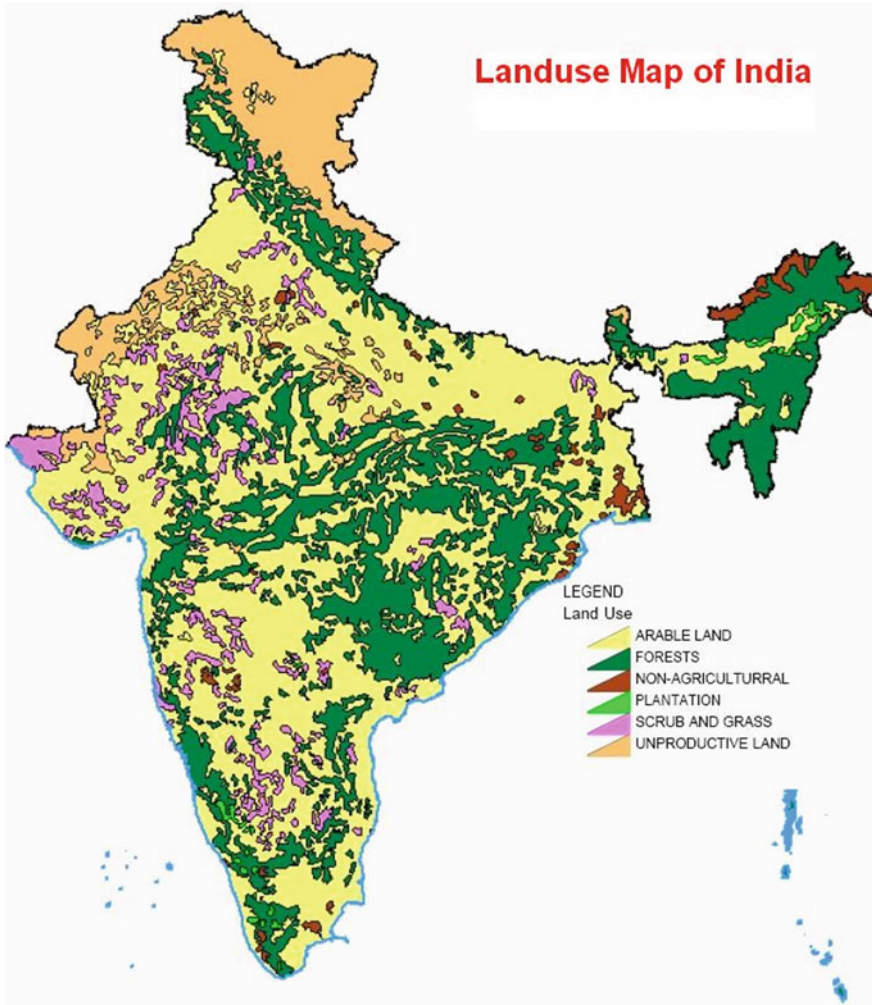 Landuse Map of India
LEGEND
Land Use
ARABLE LAND
FORESTS
NON-AGRICULTURRAL
PLANTATION
SCRUB AND GRASS
UNPRODUCTIVE LAND